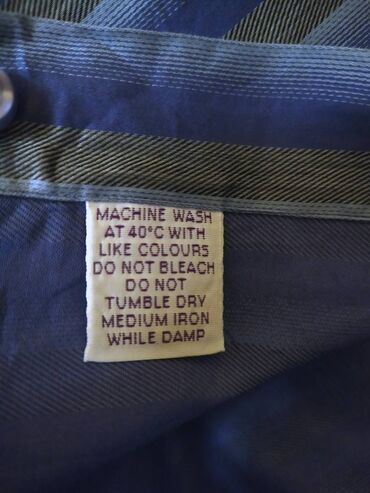 MACHINE WASH
AT 40°C WITH
LIKE COLOURS
DO NOT BLEACH
DO NOT
TUMBLE DRY
MEDIUM IRON
WHILE DAMP